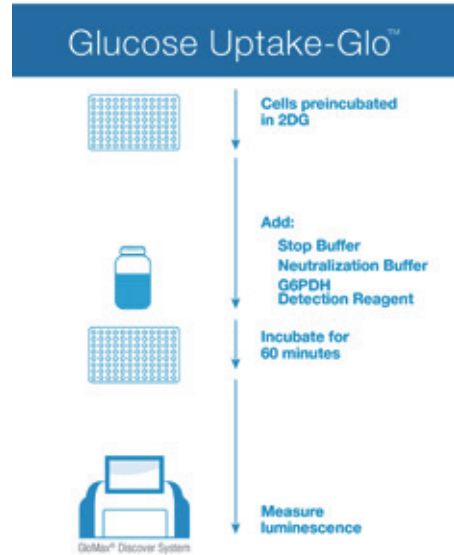 Glucose Uptake-Glo™
Cells preincubated
in 2DG
Add:
Stop Buffer
Neutralization Buffer
G6PDH
Detection Reagent
Incubate for
60 minutes
Measure
luminescence
GloMax® Discover System